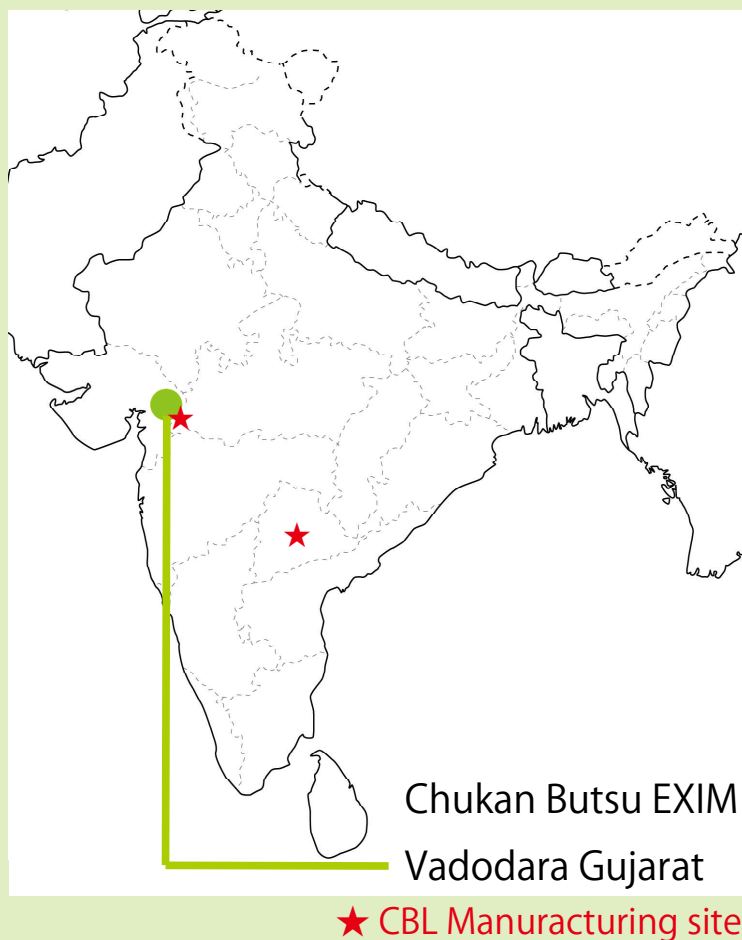 Chukan Butsu EXIM
Vadodara Gujarat
★ CBL Manuracturing site